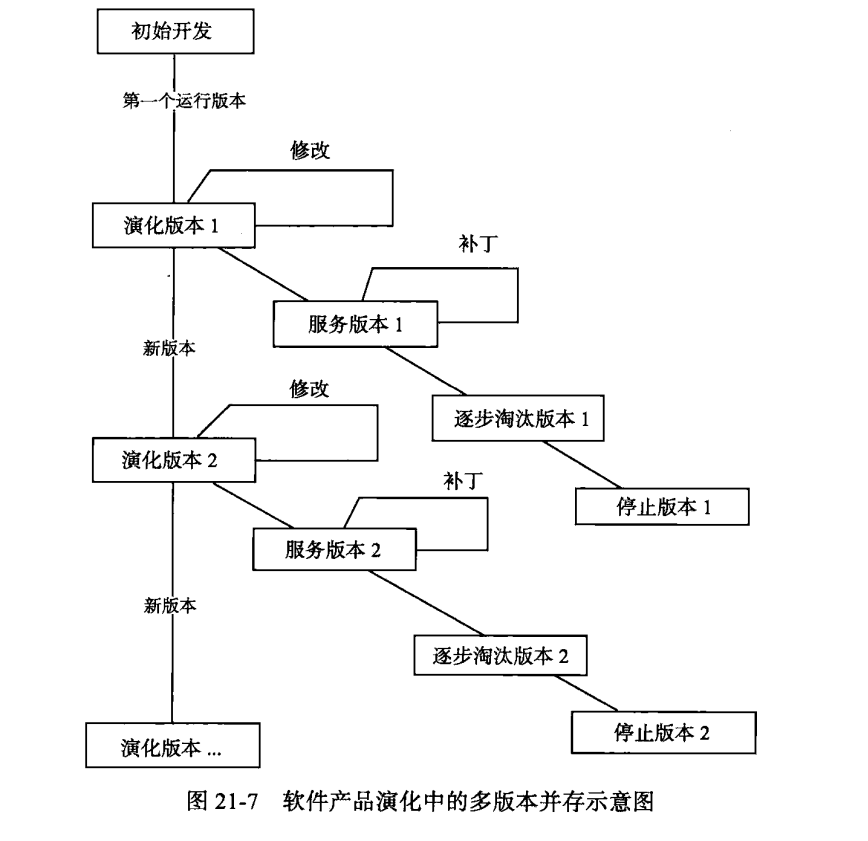 初始开发
第一个运行版本
修改
演化版本 1
补丁
服务版本 1
新版本
修改
逐步淘汰版本 1
演化版本 2
补丁
停止版本 1
服务版本 2
新版本
逐步淘汰版本 2
停止版本 2
演化版本 ...
图 21-7 软件产品演化中的多版本并存示意图